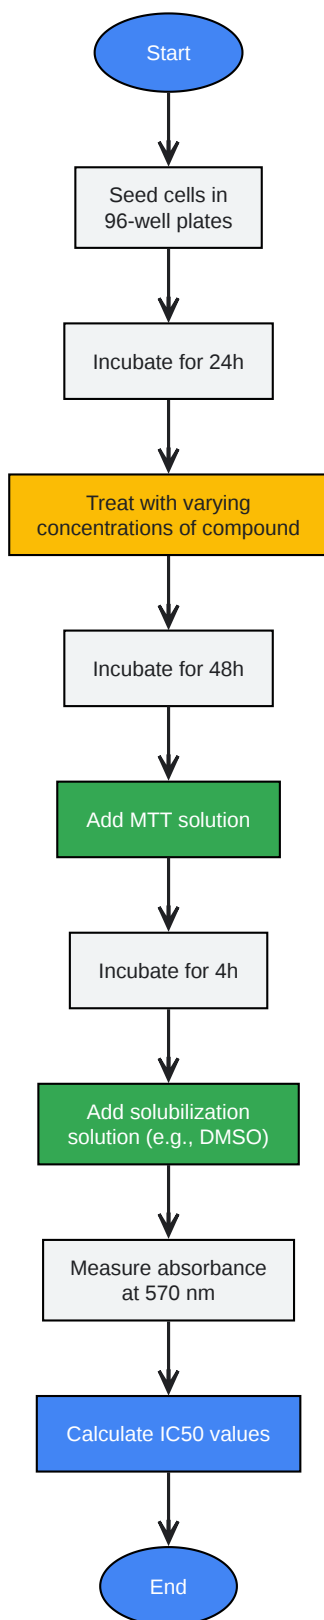 Start
Seed cells in
96-well plates
Incubate for 24h
Treat with varying
concentrations of compound
Incubate for 48h
Add MTT solution
Incubate for 4h
Add solubilization
solution (e.g., DMSO)
Measure absorbance
at 570 nm
Calculate IC50 values
End